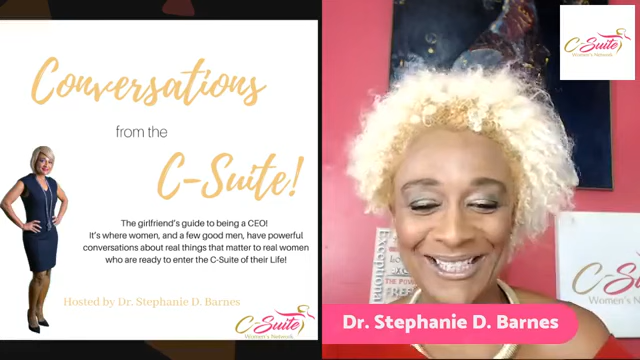 Conversations
from the
C-Suite!
The girlfriend's guide to being a CEO!
It's where women, and a few good men, have powerful
conversations about real things that matter to real women
who are ready to enter the C-Suite of their Life!
Hosted by Dr. Stephanie D. Barnes
C-Suite
Women's Network
C-Suite
Women's Network
Exceptional
C-Su
Women's Network
Dr. Stephanie D. Barnes